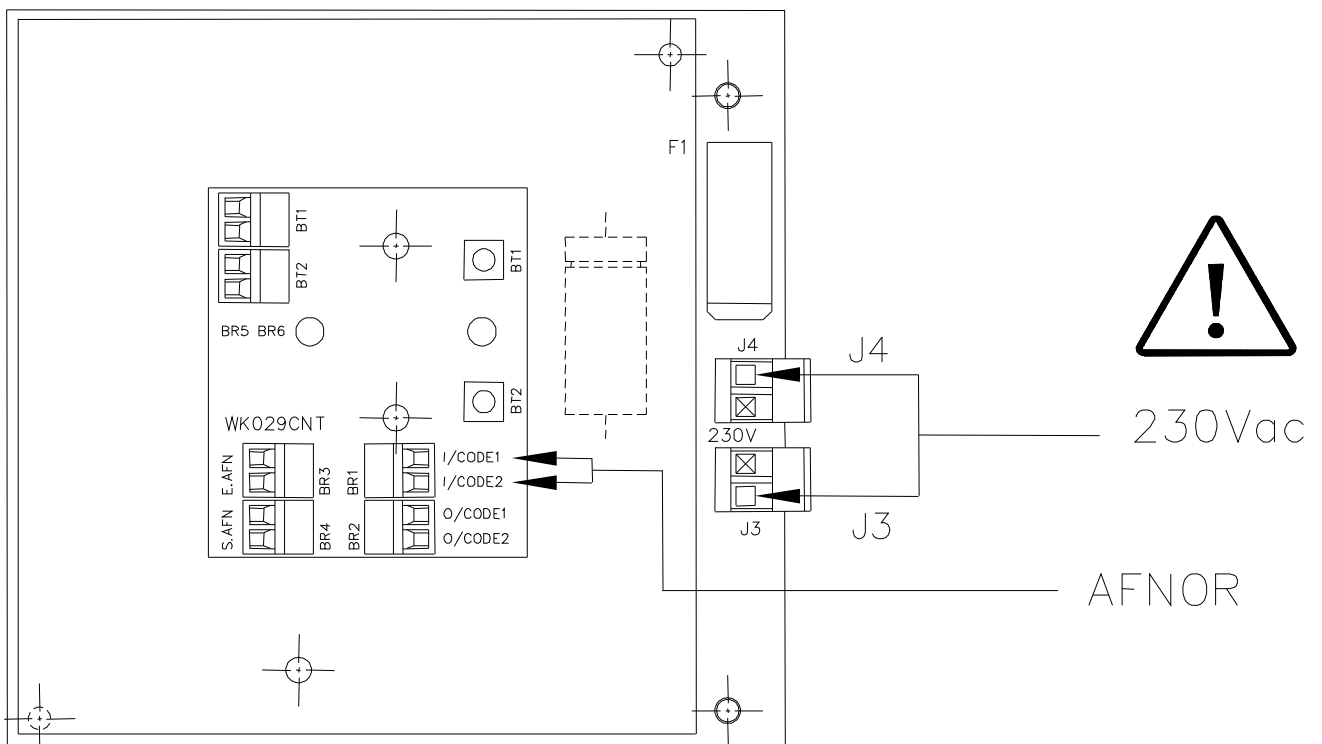 F1
BT1
BT2
BT1
BR5 BR6
BT2
J4
J4
230Vac
WK029CNT
230V
E.AFN
BR3
BR1
I/CODE1
I/CODE2
S.AFN
BR4
BR2
O/CODE1
O/CODE2
J3
J3
AFNOR